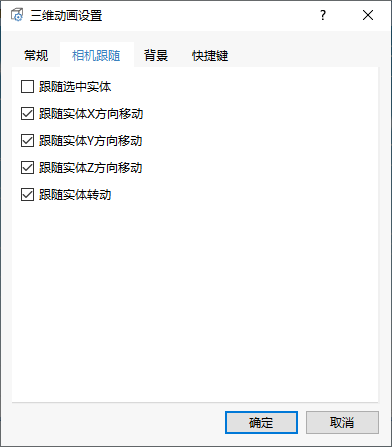 三维动画设置
常规 相机跟随 背景 快捷键
跟随选中实体
跟随实体X方向移动
跟随实体Y方向移动
跟随实体Z方向移动
跟随实体转动
确定 取消